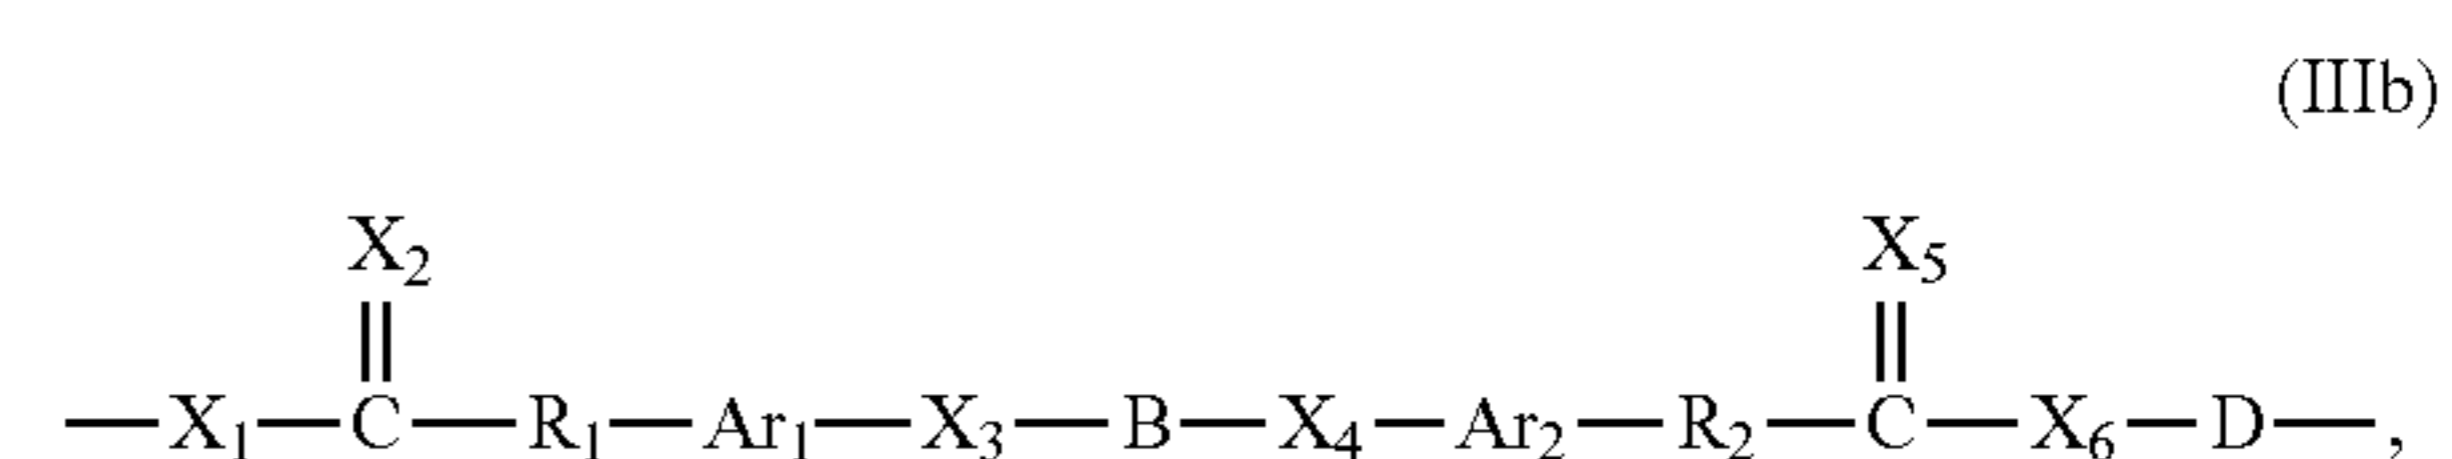 (IIIb)
X₂ X₅
—X₁—C—R₁—Ar₁—X₃—B—X₄—Ar₂—R₂—C—X₆—D—,